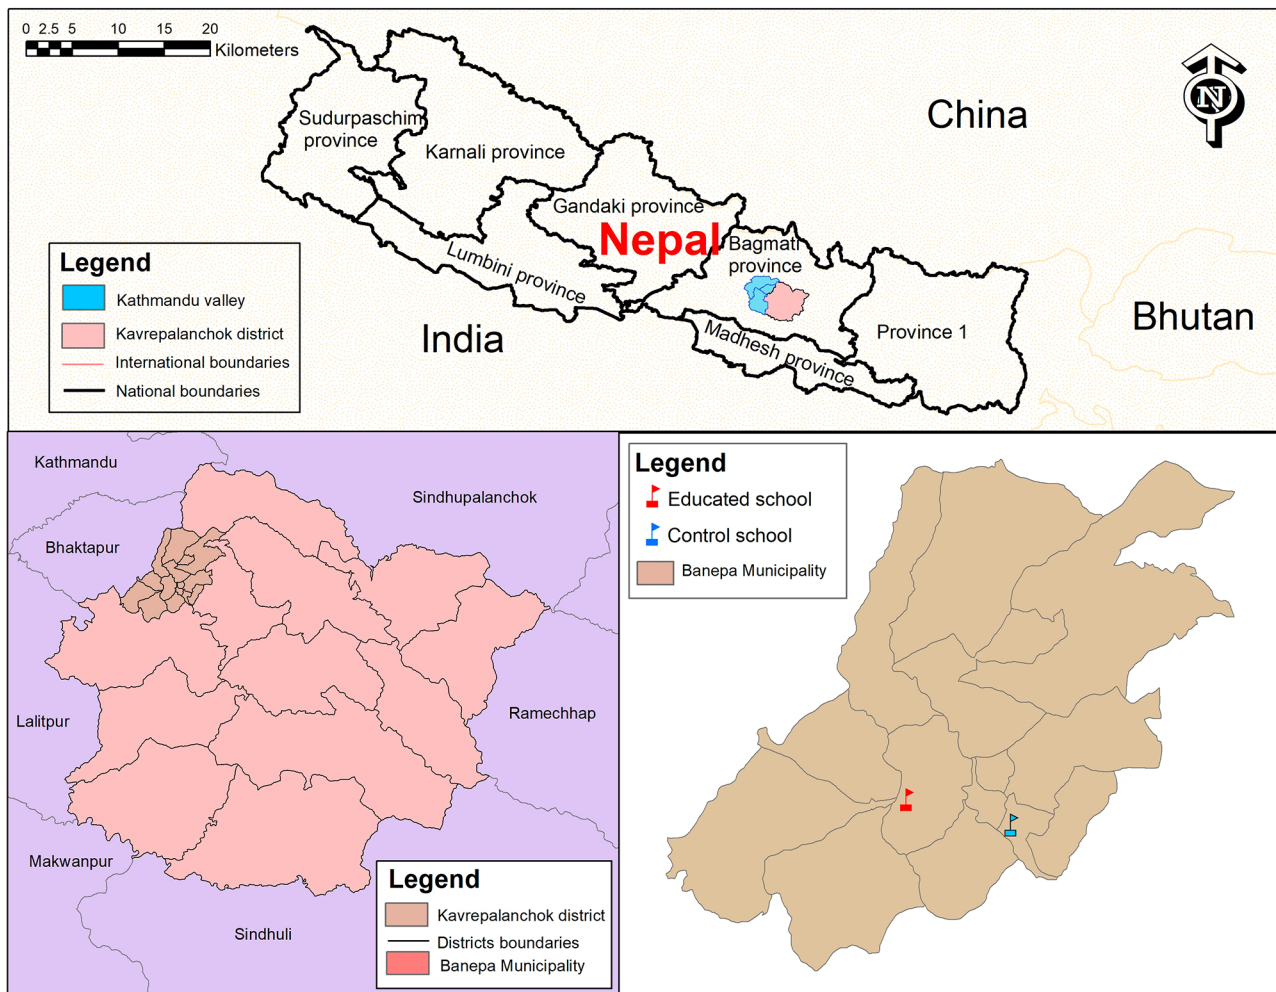 0 2.5 5 10 15 20
Kilometers
N
China
Sudurpaschim
province
Karnali province
Gandaki province
Nepal
Bagmati
province
Lumbini province
India
Bhutan
Province 1
Madhesh province
Legend
Kathmandu valley
Kavrepalanchok district
International boundaries
National boundaries
Kathmandu
Sindhupalanchok
Bhaktapur
Lalitpur
Ramechhap
Makwanpur
Sindhuli
Legend
Kavrepalanchok district
Districts boundaries
Banepa Municipality
Legend
Educated school
Control school
Banepa Municipality